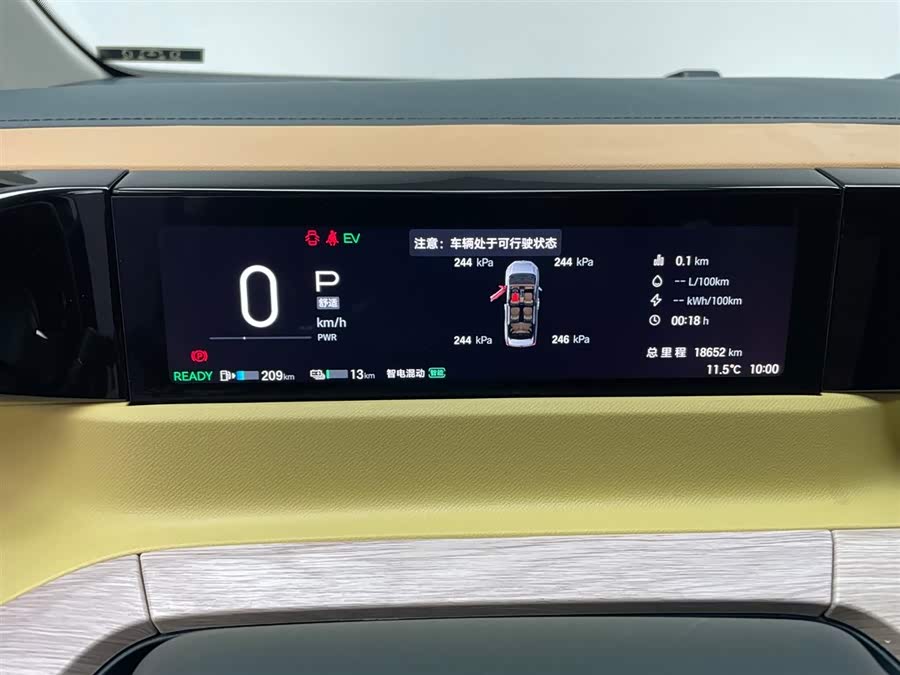 EV
注意：车辆处于可行驶状态
0
P
舒适
km/h
PWR
244 kPa
244 kPa
244 kPa
246 kPa
0.1 km
-- L/100km
-- kWh/100km
00:18 h
总里程 18652 km
READY
209km
13km
智电混动
智能
11.5℃ 10:00